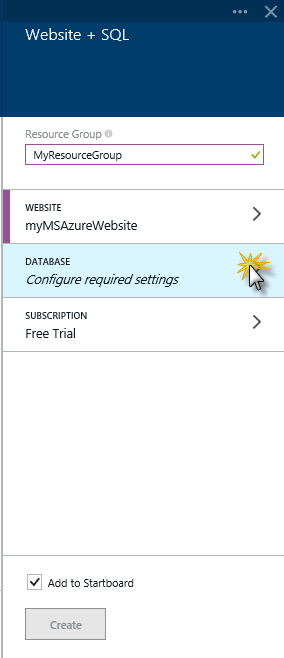 Website + SQL
Resource Group
MyResourceGroup
WEBSITE
myMSAzureWebsite
DATABASE
Configure required settings
SUBSCRIPTION
Free Trial
Add to Startboard
Create